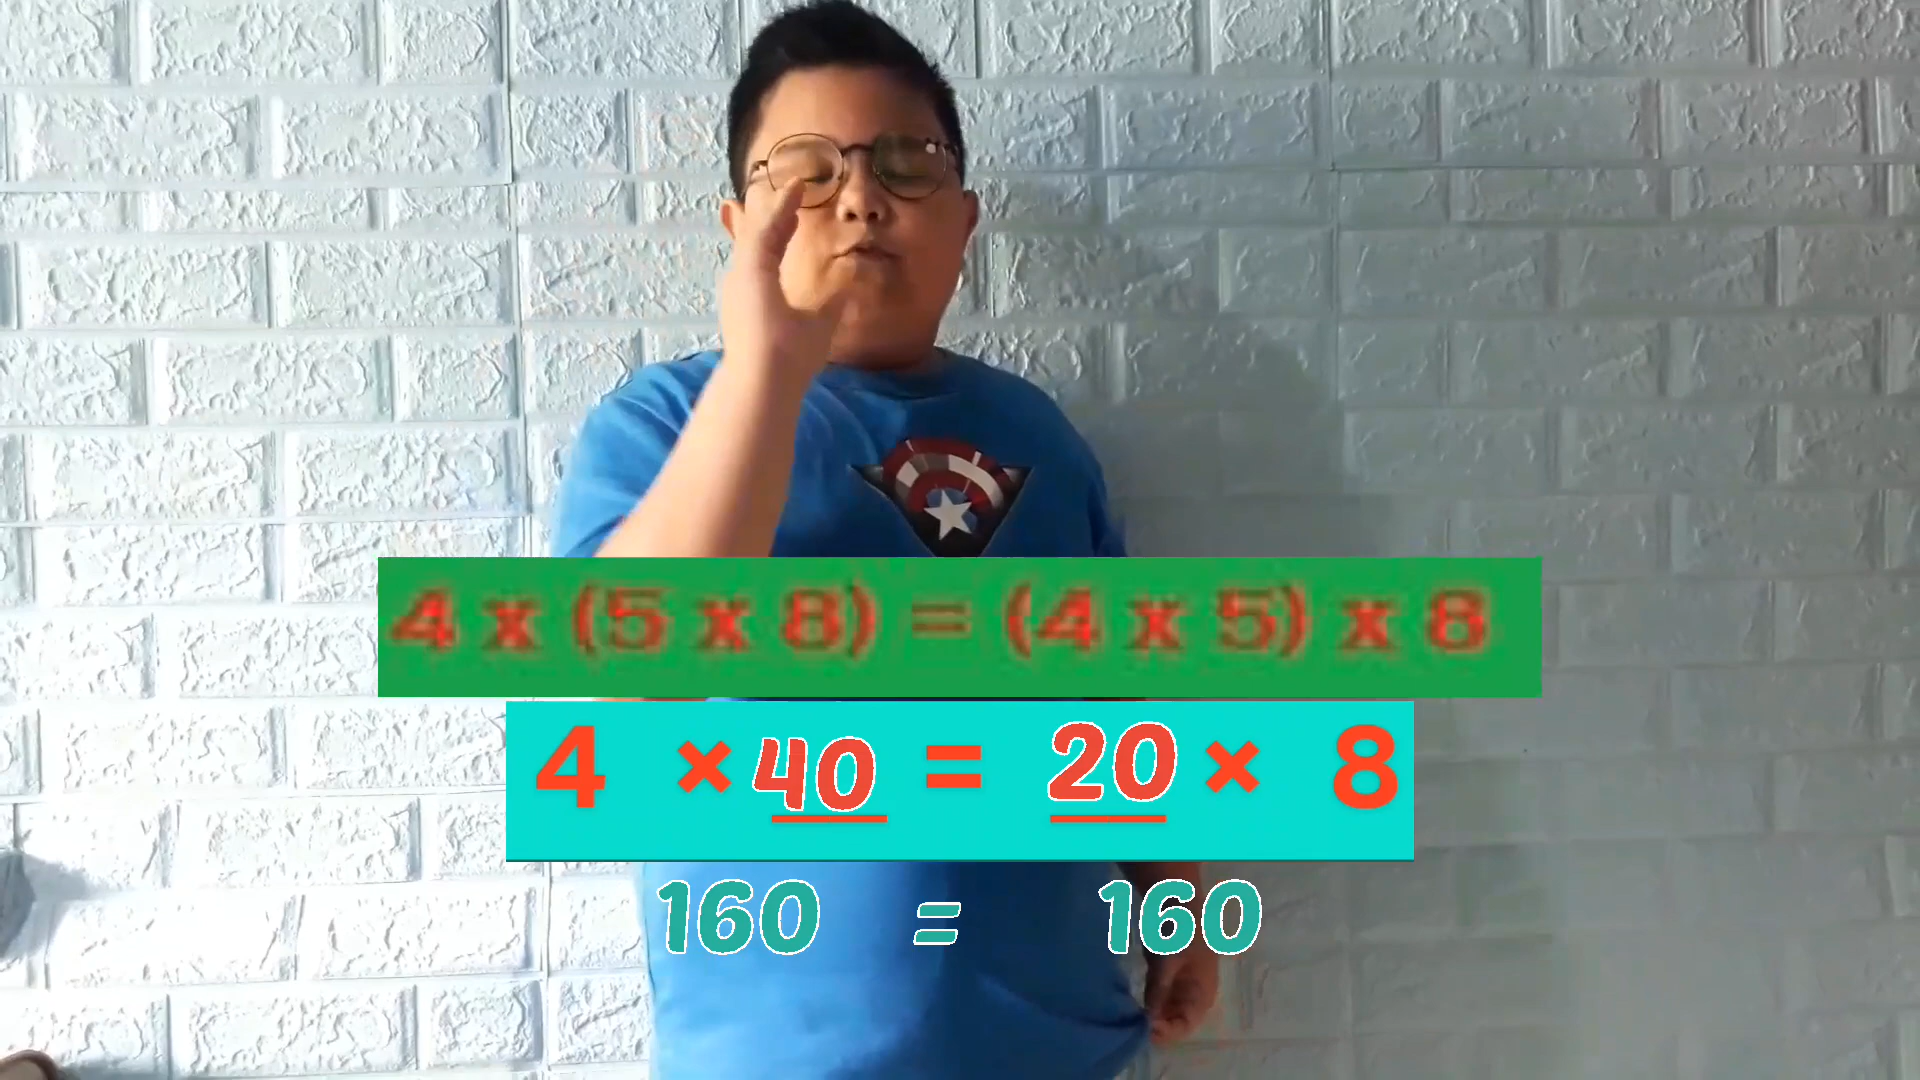 4 x (5 x 8) = (4 x 5) x 8
4 × 40 = 20 × 8
160 = 160